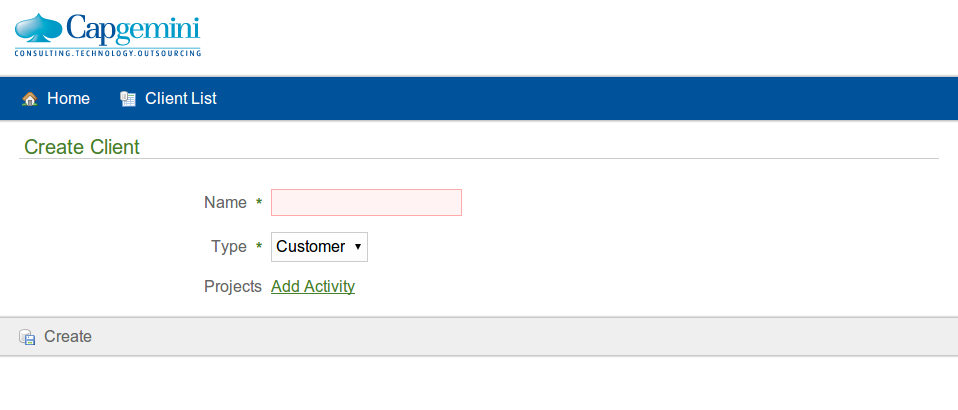 Capgemini
CONSULTING.TECHNOLOGY.OUTSOURCING
Home Client List
Create Client
Name *
Type * Customer
Projects Add Activity
Create